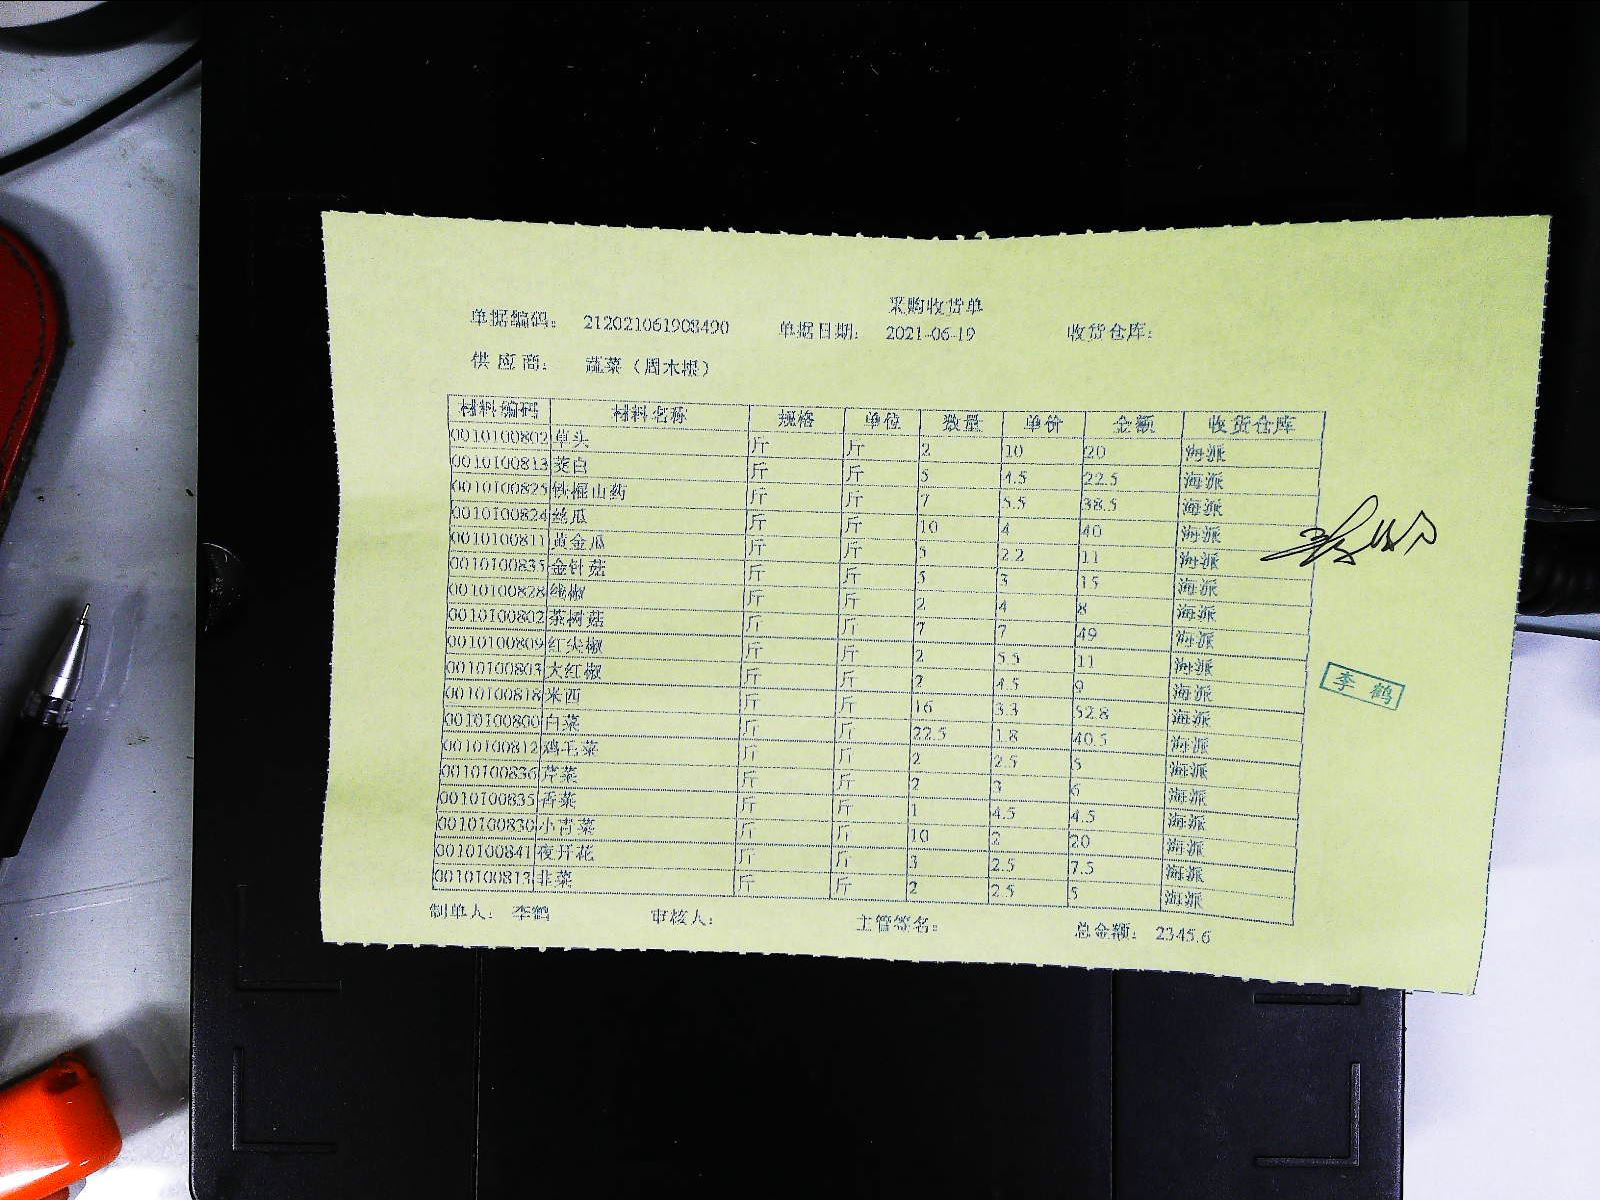 采购收货单
单据编码: 212021061908490 单据日期: 2021-06-19 收货仓库:
供应商: 蔬菜（周木根）
材料编码 材料名称 规格 单位 数量 单价 金额 收货仓库
0010100802 草头 斤 斤 2 10 20 海派
0010100813 茭白 斤 斤 5 4.5 22.5 海派
0010100825 铁棍山药 斤 斤 7 5.5 38.5 海派
0010100824 丝瓜 斤 斤 10 4 40 海派
0010100811 黄金瓜 斤 斤 5 2.2 11 海派
0010100835 金针菇 斤 斤 5 3 15 海派
0010100828 线椒 斤 斤 2 4 8 海派
0010100802 茶树菇 斤 斤 7 7 49 海派
0010100809 红尖椒 斤 斤 2 5.5 11 海派
0010100803 大红椒 斤 斤 2 4.5 9 海派
0010100818 米西 斤 斤 16 3.3 52.8 海派
0010100800 白菜 斤 斤 22.5 1.8 40.5 海派
0010100812 鸡毛菜 斤 斤 2 2.5 5 海派
0010100836 芹菜 斤 斤 2 3 6 海派
0010100835 香菜 斤 斤 1 4.5 4.5 海派
0010100830 小青菜 斤 斤 10 2 20 海派
0010100841 夜开花 斤 斤 3 2.5 7.5 海派
0010100813 韭菜 斤 斤 2 2.5 5 海派
制单人: 李鹤 审核人: 主管签名: 总金额: 2345.6
李鹤